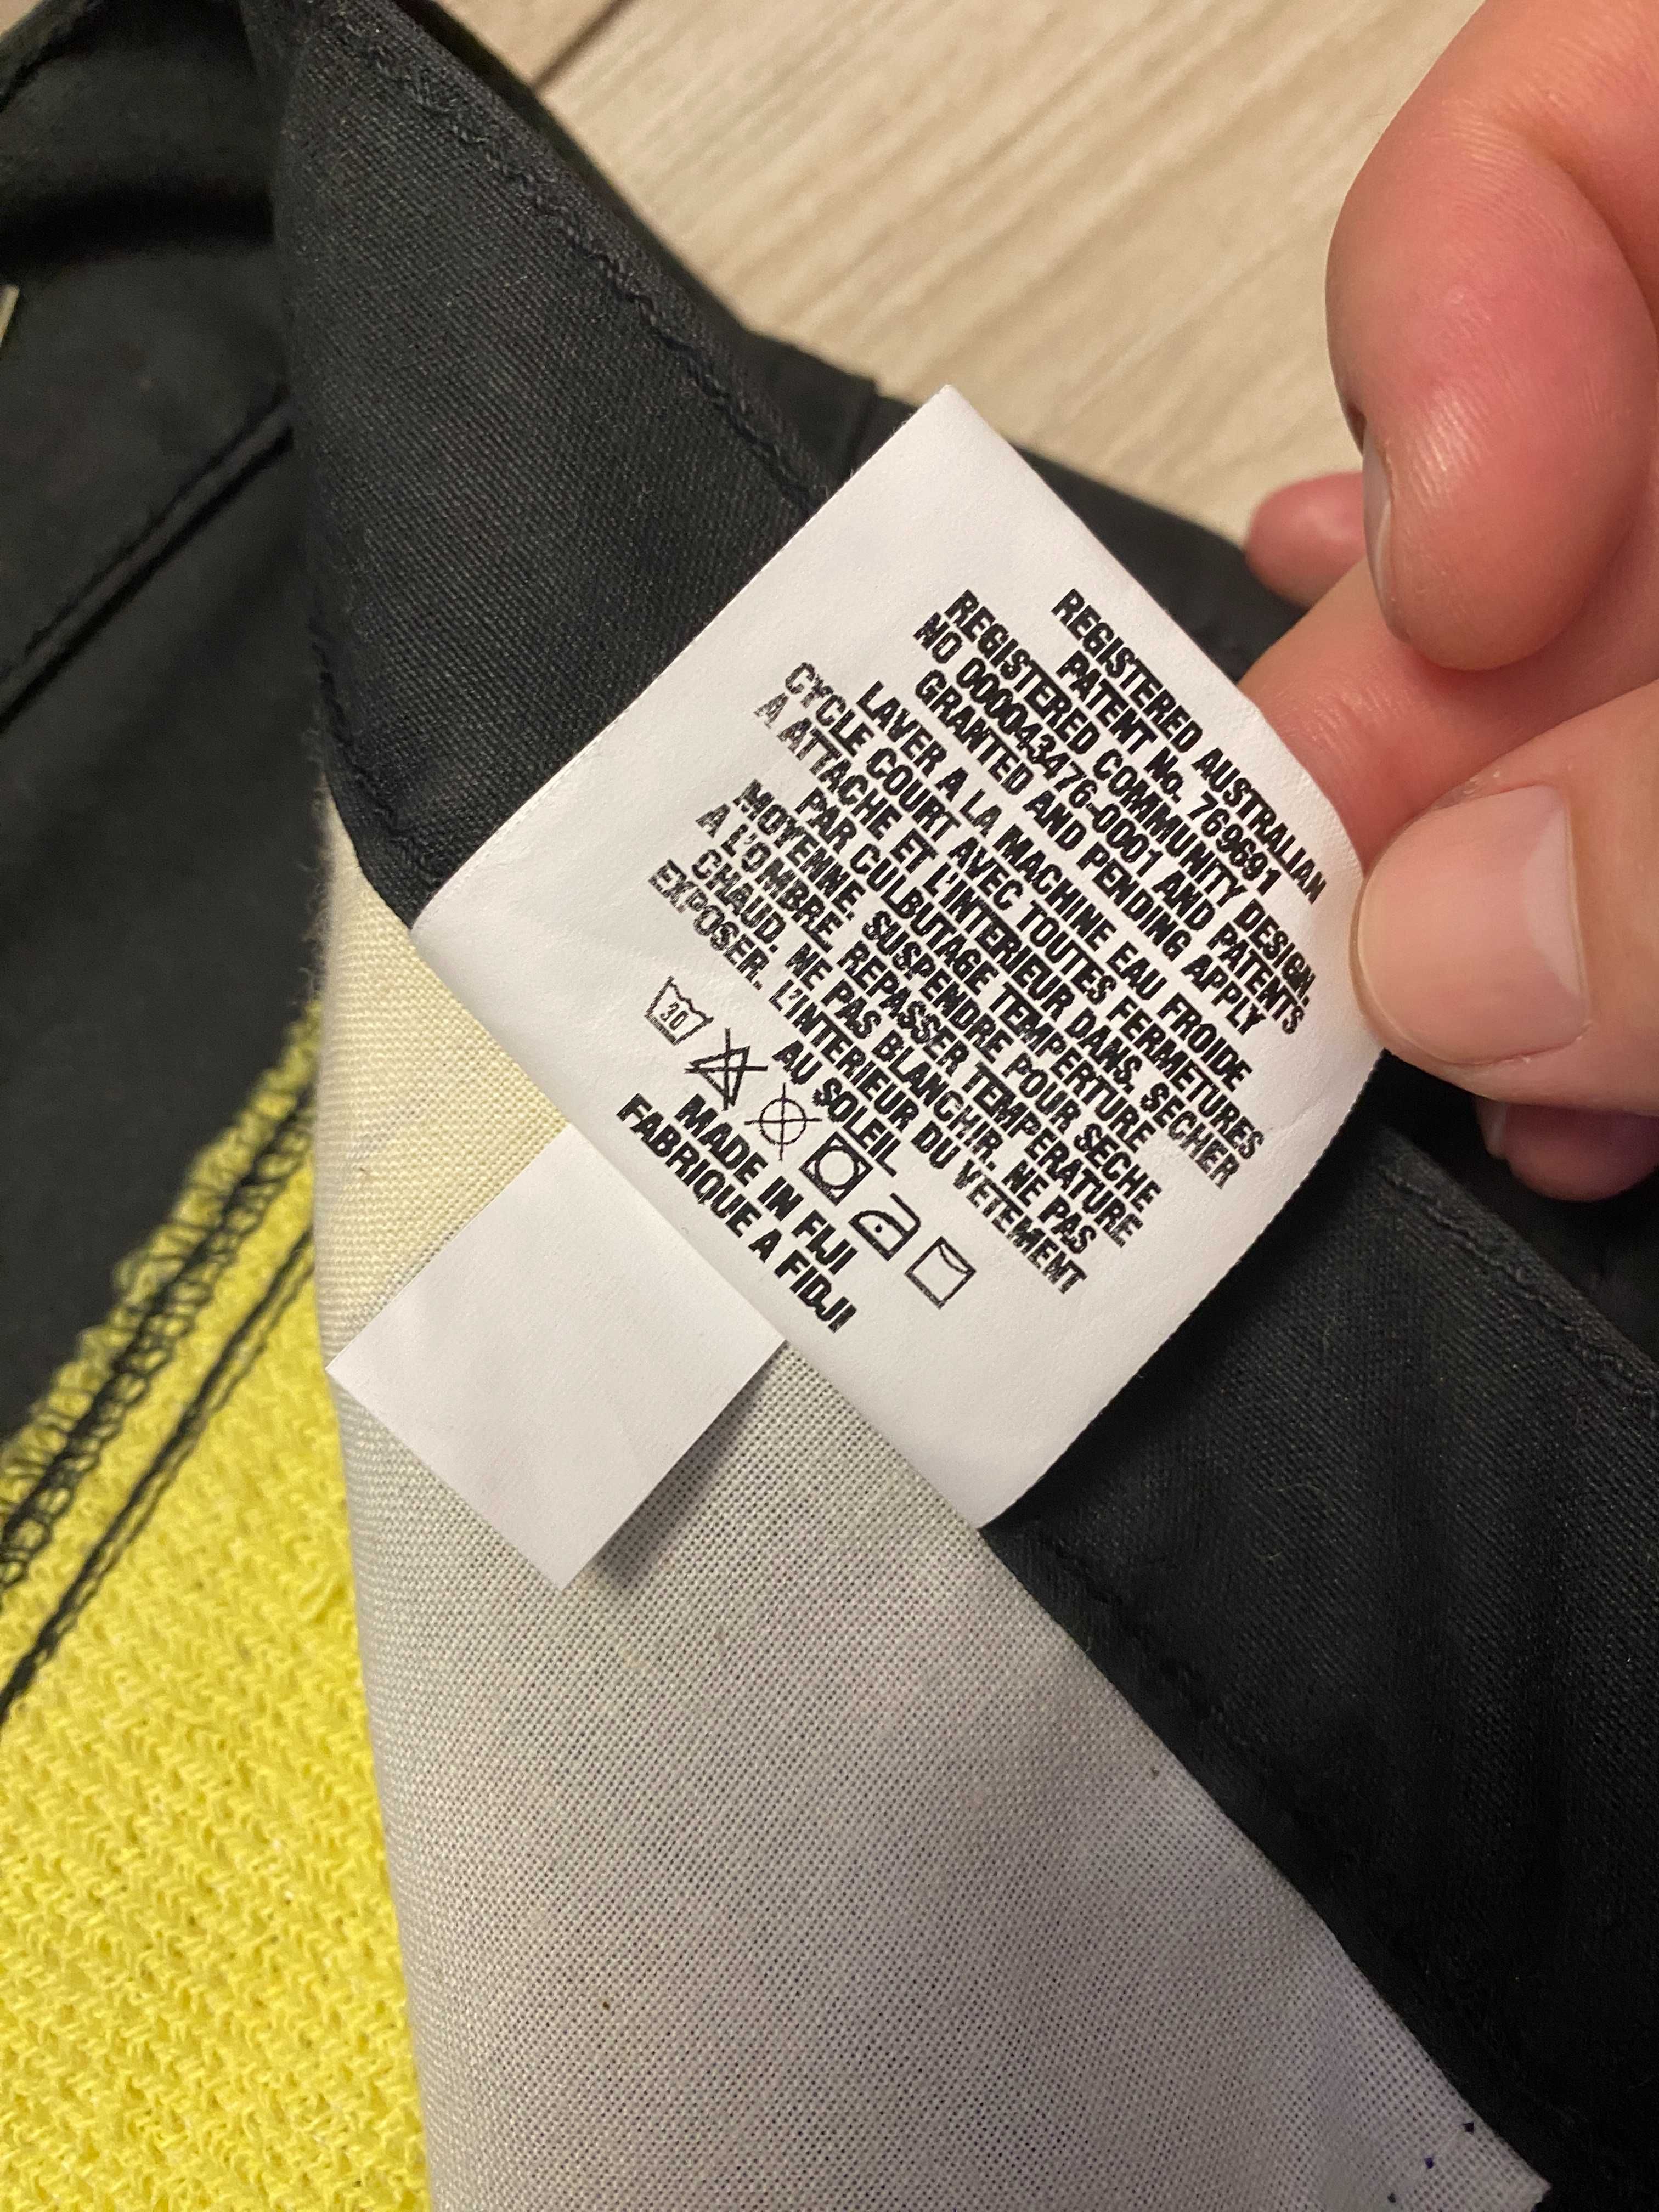 REGISTERED AUSTRALIAN
PATENT No. 769691
REGISTERED COMMUNITY DESIGN.
NO 000043476-0001 AND PATENTS
GRANTED AND PENDING APPLY
LAVER A LA MACHINE EAU FROIDE
CYCLE COURT AVEC TOUTES FERMETURES
A ATTACHE ET L'INTERIEUR DANS. SECHER
PAR CULBUTAGE TEMPERTURE
MOYENNE. SUSPENDRE POUR SECHE
A L'OMBRE. REPASSER TEMPERATURE
CHAUD. NE PAS BLANCHIR. NE PAS
EXPOSER. L'INTERIEUR DU VETEMENT
AU SOLEIL
30
MADE IN FIJI
FABRIQUE A FIDJI